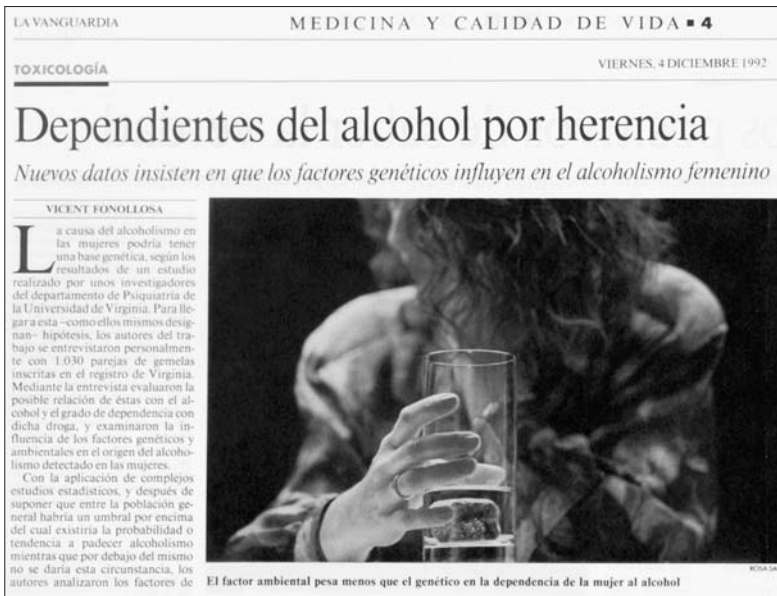 LA VANGUARDIA
MEDICINA Y CALIDAD DE VIDA ■ 4
TOXICOLOGÍA
VIERNES, 4 DICIEMBRE 1992
Dependientes del alcohol por herencia
Nuevos datos insisten en que los factores genéticos influyen en el alcoholismo femenino
VICENT FONOLLOSA
La causa del alcoholismo en
las mujeres podría tener
una base genética, según los
resultados de un estudio
realizado por unos investigadores
del departamento de Psiquiatría de
la Universidad de Virginia. Para lle-
gar a esta –como ellos mismos desig-
nan– hipótesis, los autores del tra-
bajo se entrevistaron personalmen-
te con 1.030 parejas de gemelas
inscritas en el registro de Virginia.
Mediante la entrevista evaluaron la
posible relación de éstas con el al-
cohol y el grado de dependencia con
dicha droga, y examinaron la in-
fluencia de los factores genéticos y
ambientales en el origen del alcoho-
lismo detectado en las mujeres.
Con la aplicación de complejos
estudios estadísticos, y después de
suponer que entre la población ge-
neral habría un umbral por encima
del cual existiría la probabilidad o
tendencia a padecer alcoholismo
mientras que por debajo del mismo
no se daría esta circunstancia, los
autores analizaron los factores de
ROSA SA
El factor ambiental pesa menos que el genético en la dependencia de la mujer al alcohol